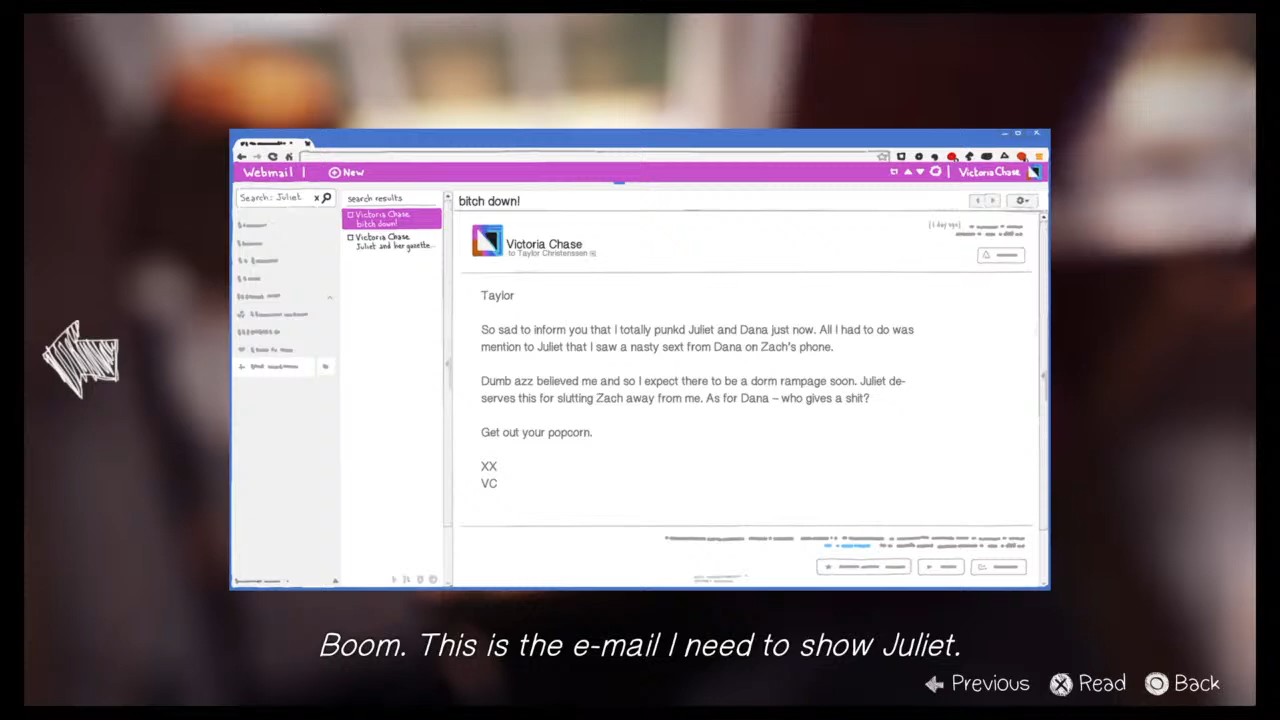 Webmail | New
Victoria Chase
Search: Juliet x
search results
Victoria Chase
bitch down!
Victoria Chase
Juliet and her gazette...
bitch down!
[1 day ago]
Victoria Chase
to Taylor Christenssen
Taylor
So sad to inform you that I totally punkd Juliet and Dana just now. All I had to do was
mention to Juliet that I saw a nasty sext from Dana on Zach's phone.
Dumb azz believed me and so I expect there to be a dorm rampage soon. Juliet de-
serves this for slutting Zach away from me. As for Dana – who gives a shit?
Get out your popcorn.
XX
VC
Boom. This is the e-mail I need to show Juliet.
Previous Read Back